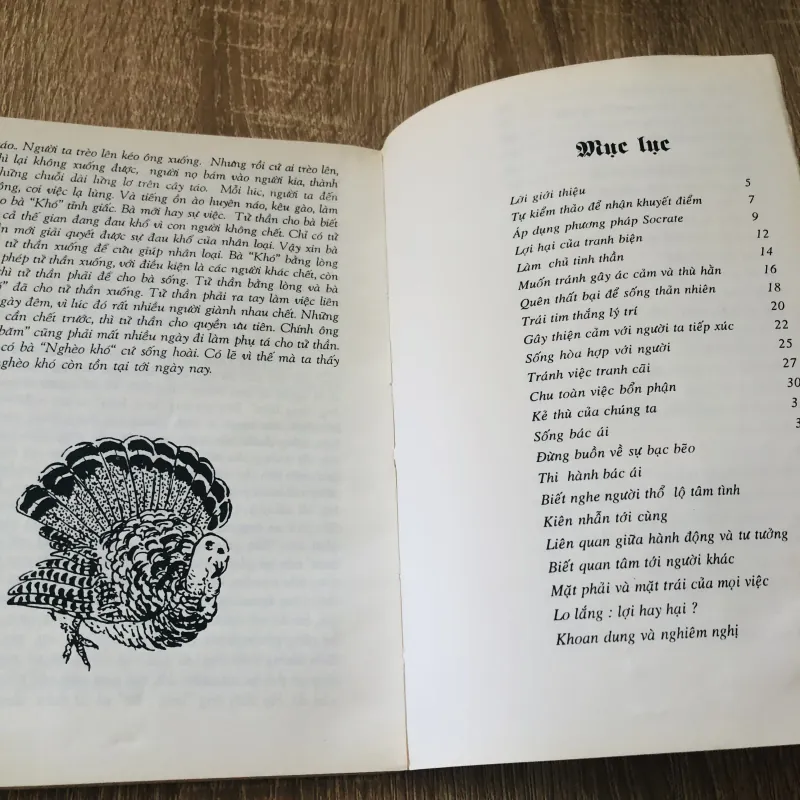 áo.. Người ta trèo lên kéo ông xuống. Nhưng rồi cứ ai trèo lên,
thì lại không xuống được, người nọ bám vào người kia, thành
những chuỗi dài lửng lơ trên cây táo. Mỗi lúc, người ta đến
đông, coi việc lạ lùng. Và tiếng ồn ào huyên náo, kêu gào, làm
cho bà "Khó" tỉnh giấc. Bà mới hay sự việc. Tử thần cho bà biết
cả thế gian đang đau khổ vì con người không chết. Chỉ có tử
thần mới giải quyết được sự đau khổ của nhân loại. Vậy xin bà
tử thần xuống để cứu giúp nhân loại. Bà "Khó" bằng lòng
phép tử thần xuống, với điều kiện là các người khác chết, còn
thì tử thần phải để cho bà sống. Tử thần bằng lòng và bà
đã cho tử thần xuống. Tử thần phải ra tay làm việc liên
ngày đêm, vì lúc đó rất nhiều người giành nhau chết. Những
cần chết trước, thì tử thần cho quyền ưu tiên. Chính ông
băm" cũng phải mất nhiều ngày đi làm phụ tá cho tử thần.
có bà "Nghèo khó" cứ sống hoài. Có lẽ vì thế mà ta thấy
nghèo khó còn tồn tại tới ngày nay.
Mục lục
Lời giới thiệu 5
Tự kiểm thảo để nhận khuyết điểm 7
Áp dụng phương pháp Socrate 9
Lợi hại của tranh biện 12
Làm chủ tinh thần 14
Muốn tránh gây ác cảm và thù hằn 16
Quên thất bại để sống thản nhiên 18
Trái tim thắng lý trí 20
Gây thiện cảm với người ta tiếp xúc 22
Sống hòa hợp với người 25
Tránh việc tranh cãi 27
Chu toàn việc bổn phận 30
Kẻ thù của chúng ta 3
Sống bác ái 3
Đừng buồn về sự bạc bẽo
Thi hành bác ái
Biết nghe người thổ lộ tâm tình
Kiên nhẫn tới cùng
Liên quan giữa hành động và tư tưởng
Biết quan tâm tới người khác
Mặt phải và mặt trái của mọi việc
Lo lắng : lợi hay hại ?
Khoan dung và nghiêm nghị